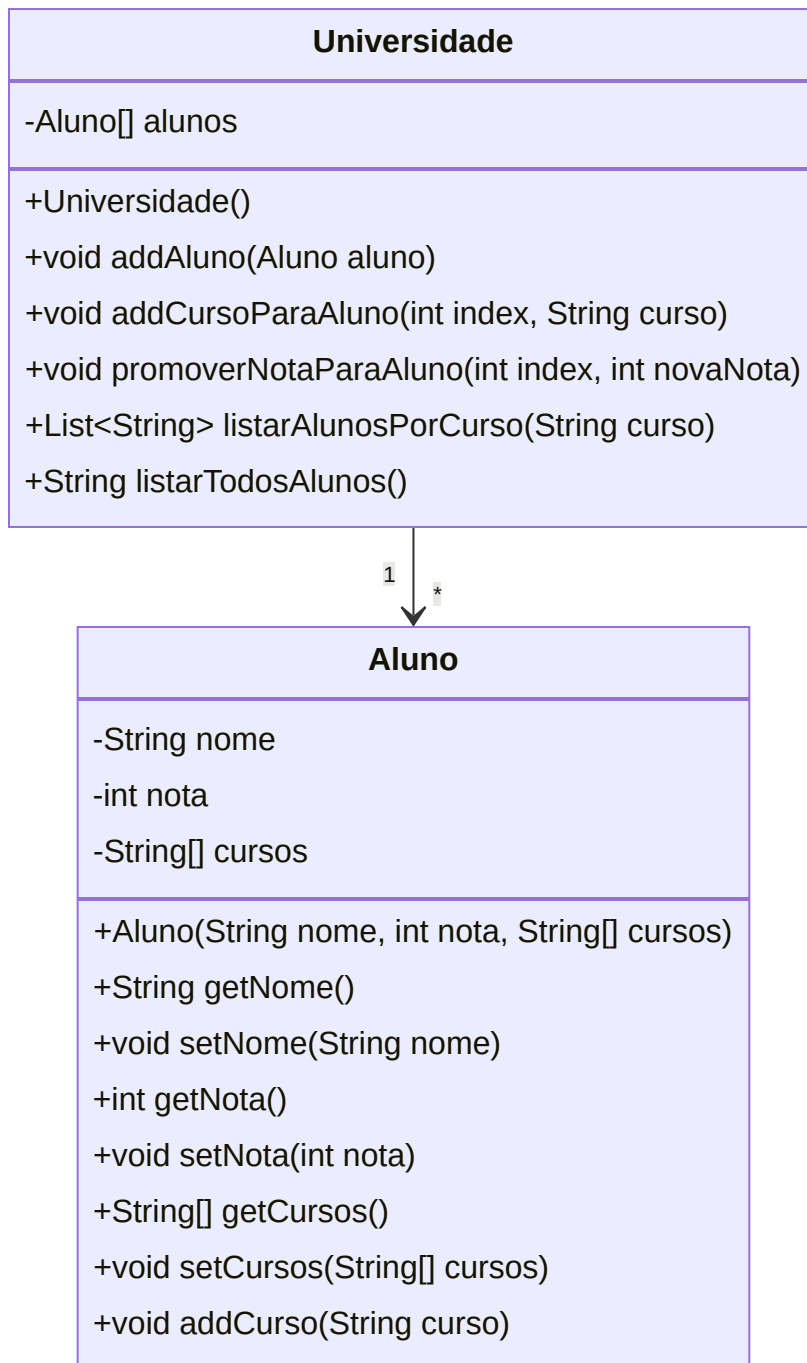 Universidade
-Aluno[] alunos
+Universidade()
+void addAluno(Aluno aluno)
+void addCursoParaAluno(int index, String curso)
+void promoverNotaParaAluno(int index, int novaNota)
+List<String> listarAlunosPorCurso(String curso)
+String listarTodosAlunos()
1
*
Aluno
-String nome
-int nota
-String[] cursos
+Aluno(String nome, int nota, String[] cursos)
+String getNome()
+void setNome(String nome)
+int getNota()
+void setNota(int nota)
+String[] getCursos()
+void setCursos(String[] cursos)
+void addCurso(String curso)